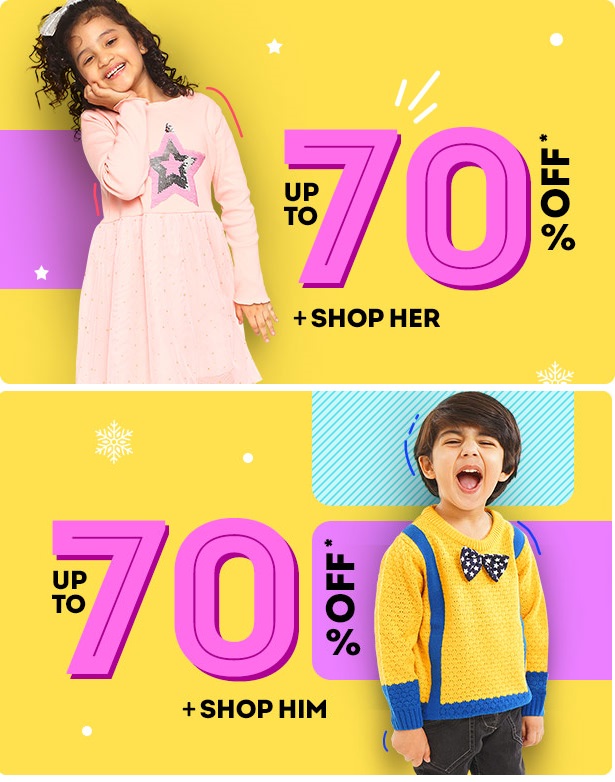 UP
TO
70
% OFF*
+ SHOP HER
UP
TO
70
% OFF*
+ SHOP HIM